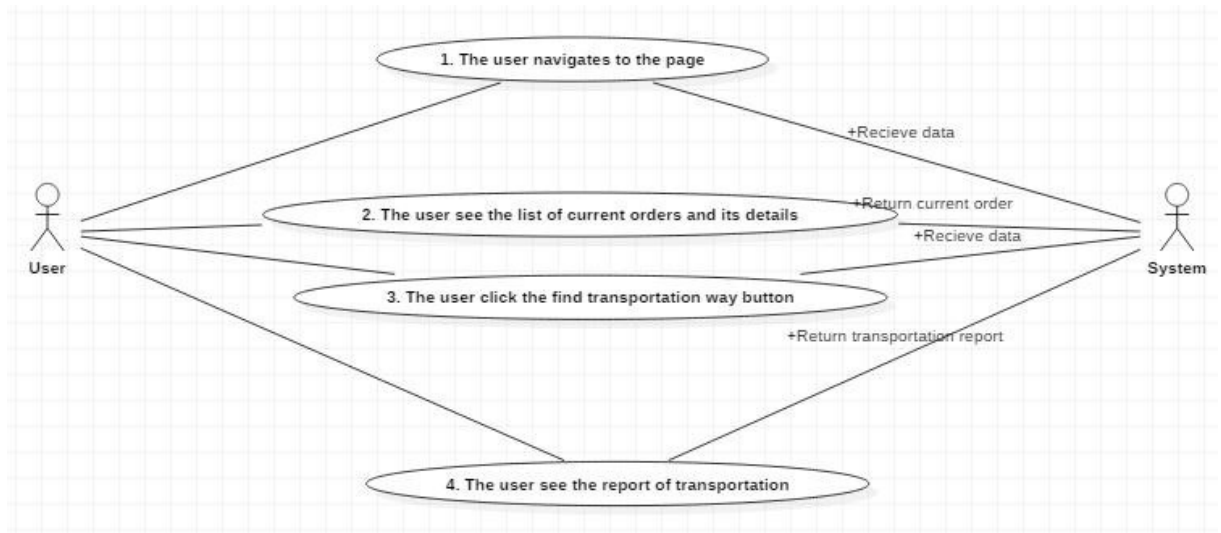 1. The user navigates to the page
+Recieve data
+Return current order
2. The user see the list of current orders and its details
+Recieve data
User
System
3. The user click the find transportation way button
+Return transportation report
4. The user see the report of transportation